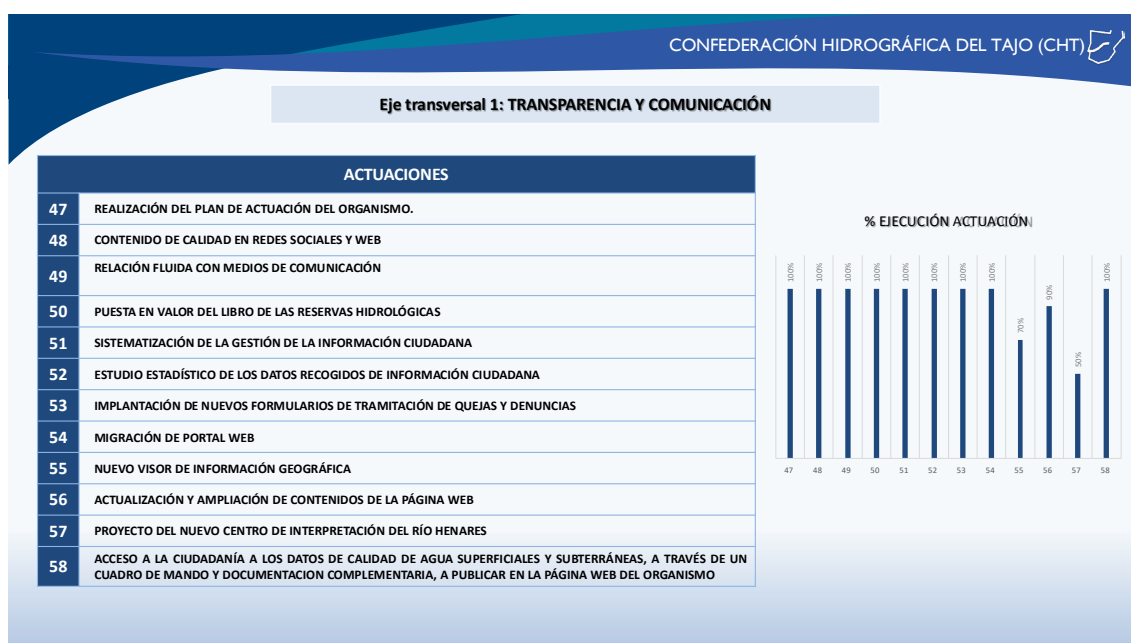 CONFEDERACIÓN HIDROGRÁFICA DEL TAJO (CHT)
Eje transversal 1: TRANSPARENCIA Y COMUNICACIÓN
ACTUACIONES
47 REALIZACIÓN DEL PLAN DE ACTUACIÓN DEL ORGANISMO.
48 CONTENIDO DE CALIDAD EN REDES SOCIALES Y WEB
49 RELACIÓN FLUIDA CON MEDIOS DE COMUNICACIÓN
50 PUESTA EN VALOR DEL LIBRO DE LAS RESERVAS HIDROLÓGICAS
51 SISTEMATIZACIÓN DE LA GESTIÓN DE LA INFORMACIÓN CIUDADANA
52 ESTUDIO ESTADÍSTICO DE LOS DATOS RECOGIDOS DE INFORMACIÓN CIUDADANA
53 IMPLANTACIÓN DE NUEVOS FORMULARIOS DE TRAMITACIÓN DE QUEJAS Y DENUNCIAS
54 MIGRACIÓN DE PORTAL WEB
55 NUEVO VISOR DE INFORMACIÓN GEOGRÁFICA
56 ACTUALIZACIÓN Y AMPLIACIÓN DE CONTENIDOS DE LA PÁGINA WEB
57 PROYECTO DEL NUEVO CENTRO DE INTERPRETACIÓN DEL RÍO HENARES
58 ACCESO A LA CIUDADANÍA A LOS DATOS DE CALIDAD DE AGUA SUPERFICIALES Y SUBTERRÁNEAS, A TRAVÉS DE UN
CUADRO DE MANDO Y DOCUMENTACION COMPLEMENTARIA, A PUBLICAR EN LA PÁGINA WEB DEL ORGANISMO
% EJECUCIÓN ACTUACIÓN
100% 100% 100% 100% 100% 100% 100% 100% 70% 90% 50% 100%
47 48 49 50 51 52 53 54 55 56 57 58